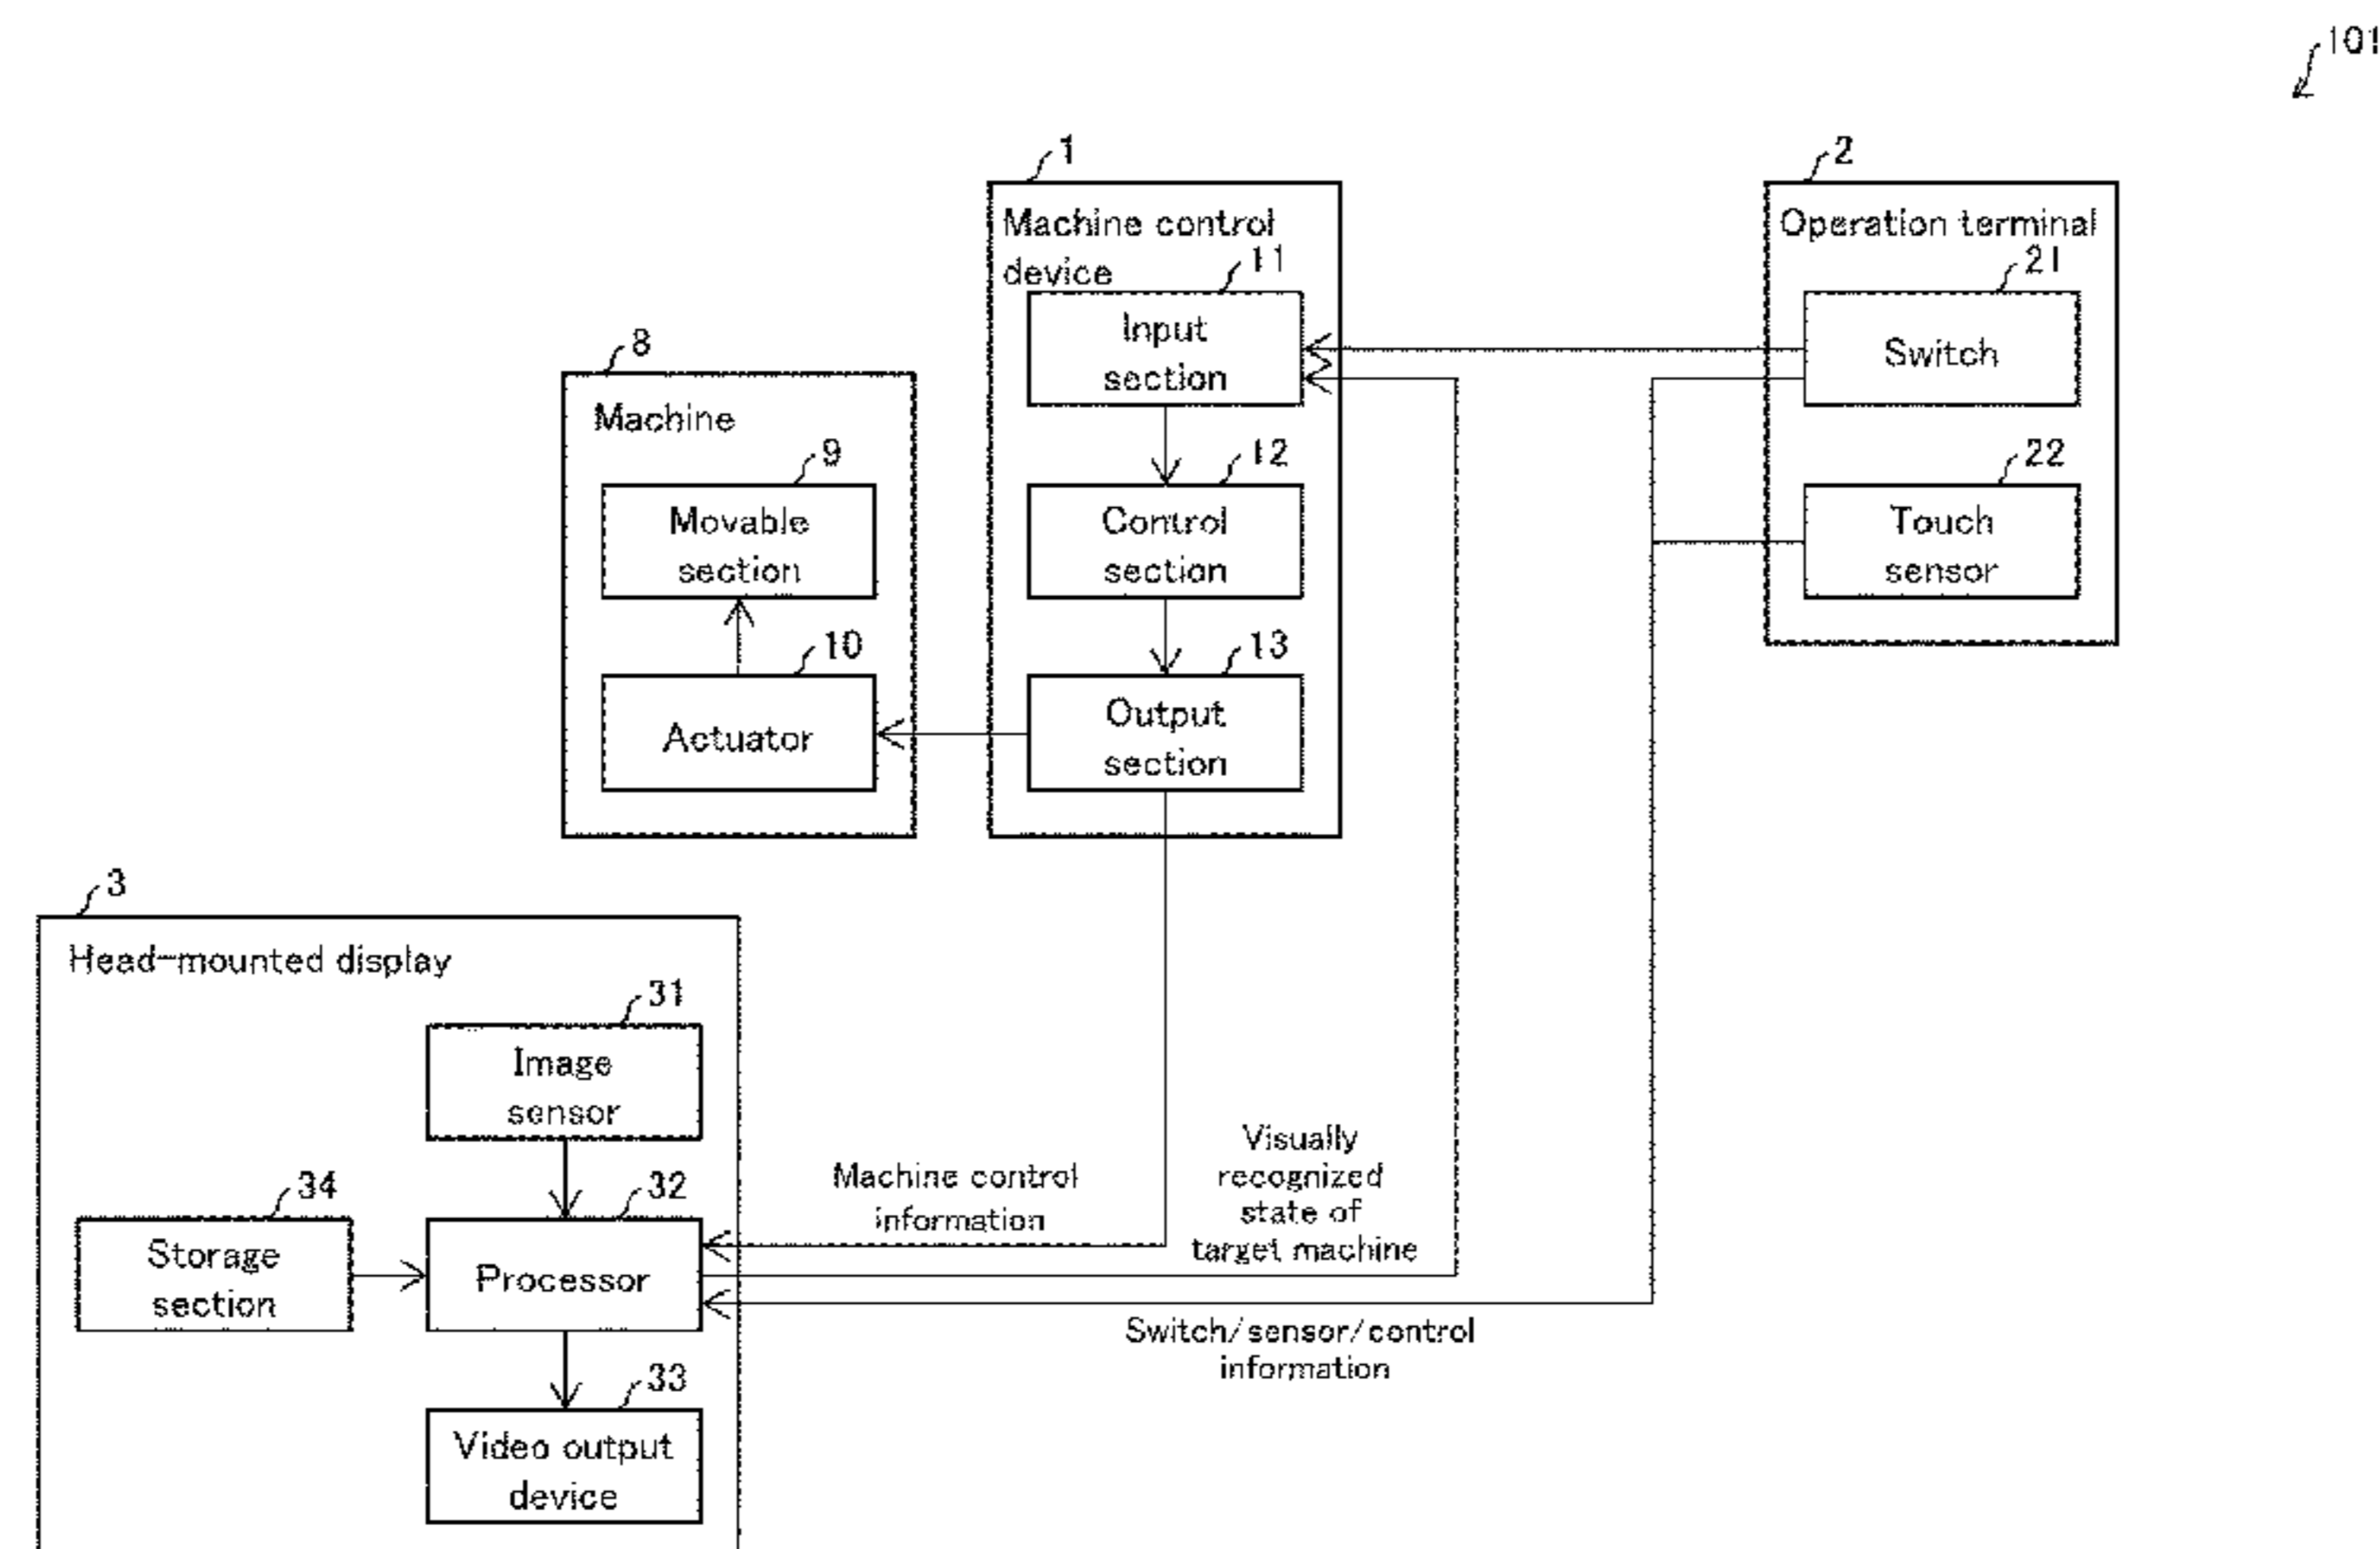 101
1
Machine control
device
11
Input
section
12
Control
section
13
Output
section
2
Operation terminal
21
Switch
22
Touch
sensor
8
Machine
9
Movable
section
10
Actuator
3
Head-mounted display
31
Image
sensor
34
Storage
section
32
Processor
33
Video output
device
Machine control
information
Visually
recognized
state of
target machine
Switch/sensor/control
information